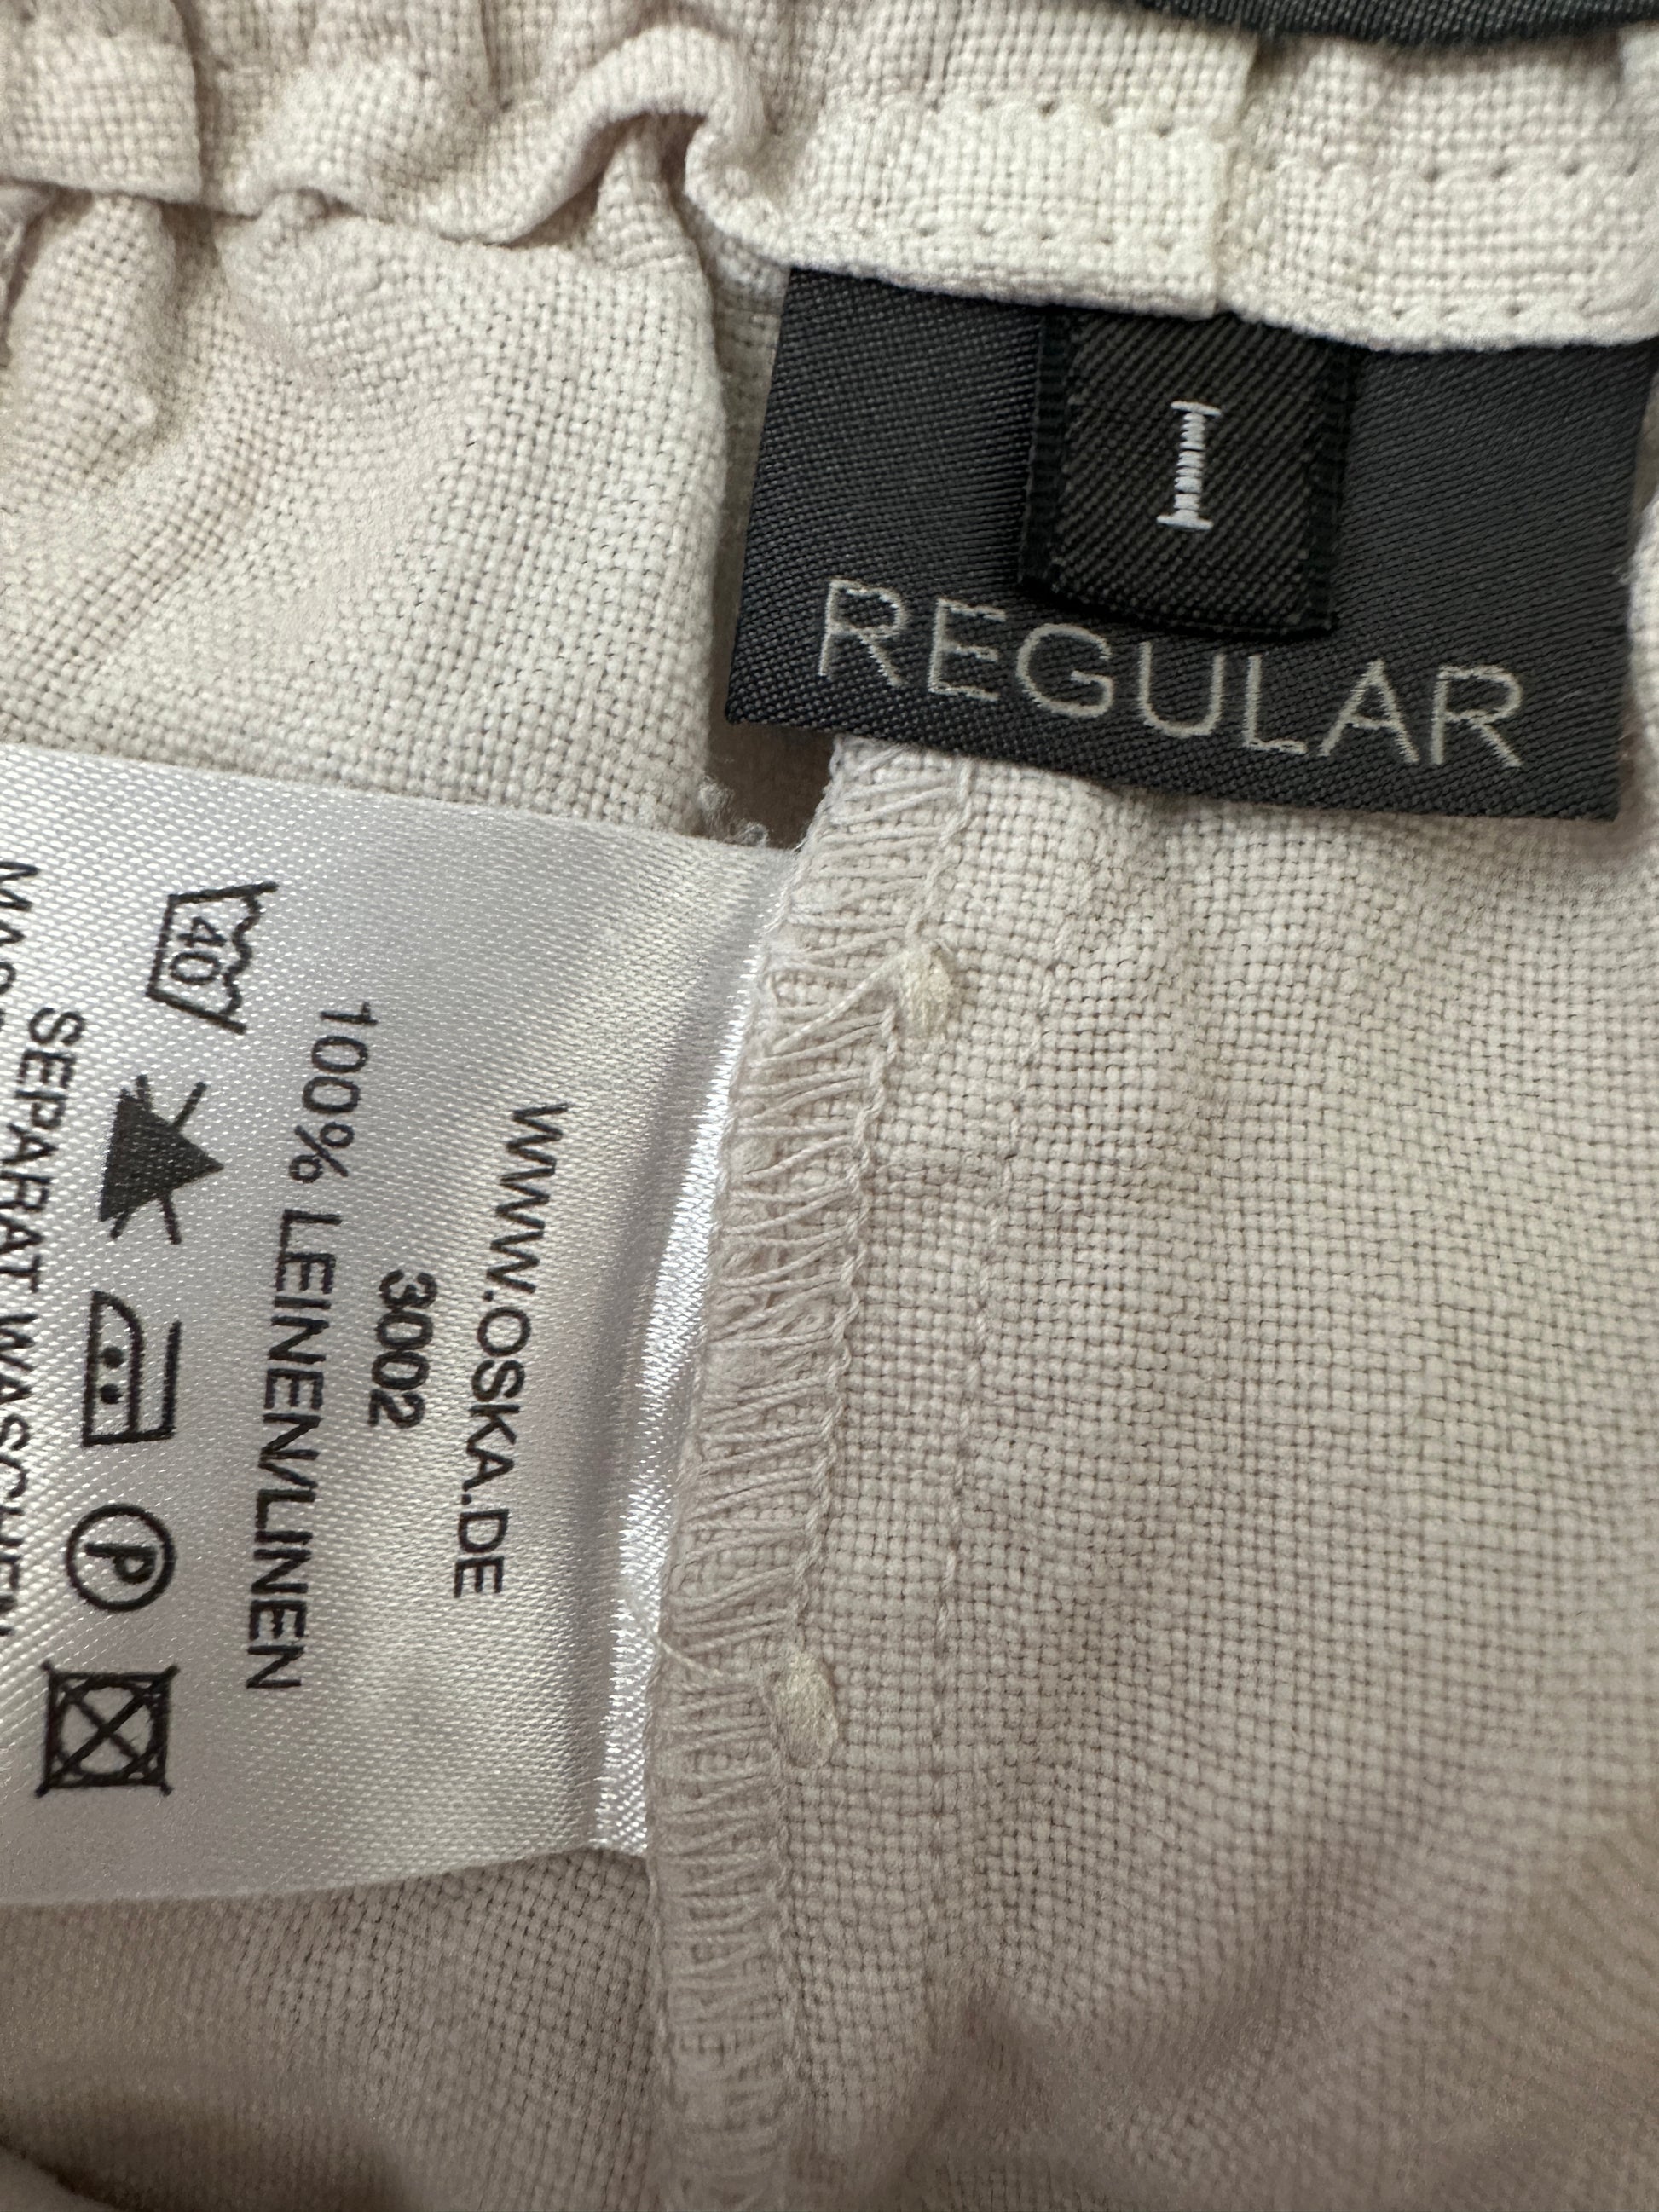 I
REGULAR
WWW.OSKA.DE
3002
100% LEINEN/LINEN
40
P
SEPARAT WASCHEN